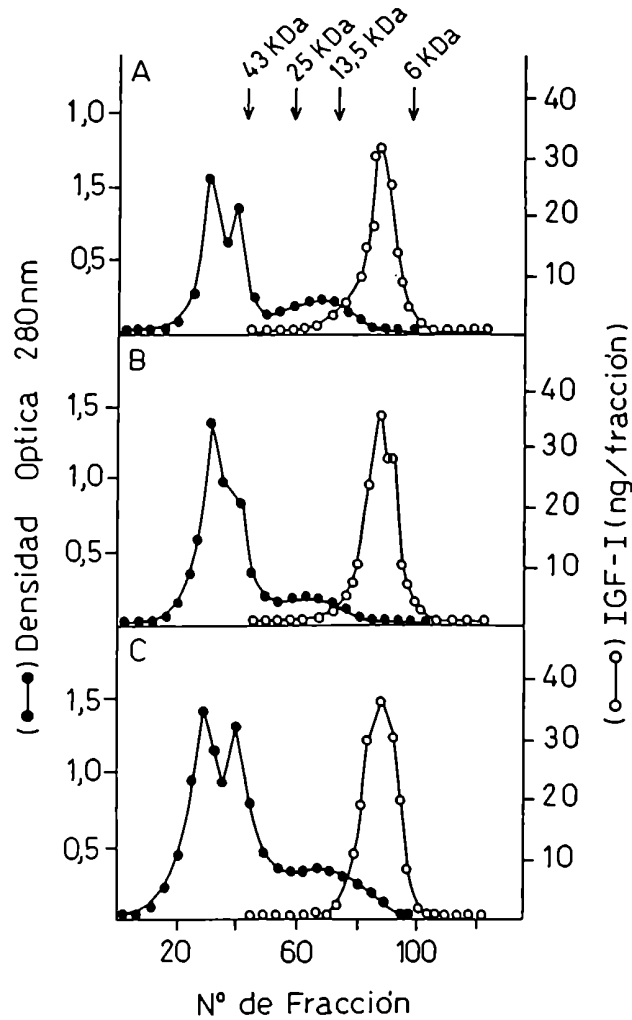 43 KDa
25 KDa
13,5 KDa
6 KDa
A
1,0
1,5
0,5
40
30
20
10
B
1,5
1,0
0,5
40
30
20
10
C
1,5
1,0
0,5
40
30
20
10
20
60
100
(●—●) Densidad Optica 280nm
(○—○) IGF-I (ng/fracción)
Nº de Fracción